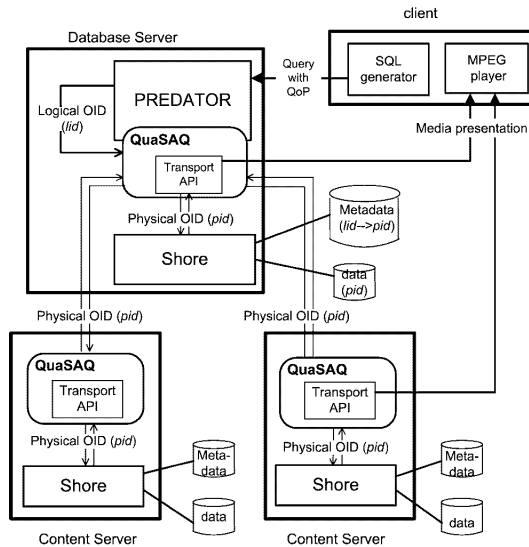 client
Database Server
SQL
generator
MPEG
player
Query
with
QoP
PREDATOR
Logical OID
(lid)
Media presentation
QuaSAQ
Transport
API
Physical OID (pid)
Metadata
(lid-->pid)
Shore
data
(pid)
Physical OID (pid)
Physical OID (pid)
QuaSAQ
Transport
API
Physical OID (pid)
Shore
Meta-
data
data
Content Server
QuaSAQ
Transport
API
Physical OID (pid)
Shore
Meta-
data
data
Content Server